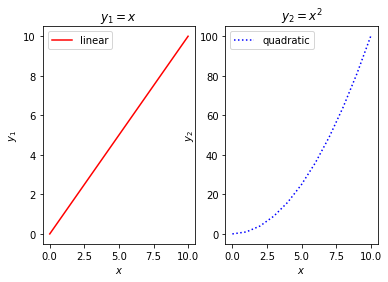 y₁ = x
linear
10
8
6
4
2
0
y₁
0.0 2.5 5.0 7.5 10.0
x
y₂ = x²
quadratic
100
80
60
40
20
0
y₂
0.0 2.5 5.0 7.5 10.0
x